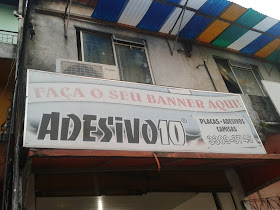 FAÇA O SEU BANNER AQUI!
ADESIVO10®
PLACAS - ADESIVOS
CAMISAS